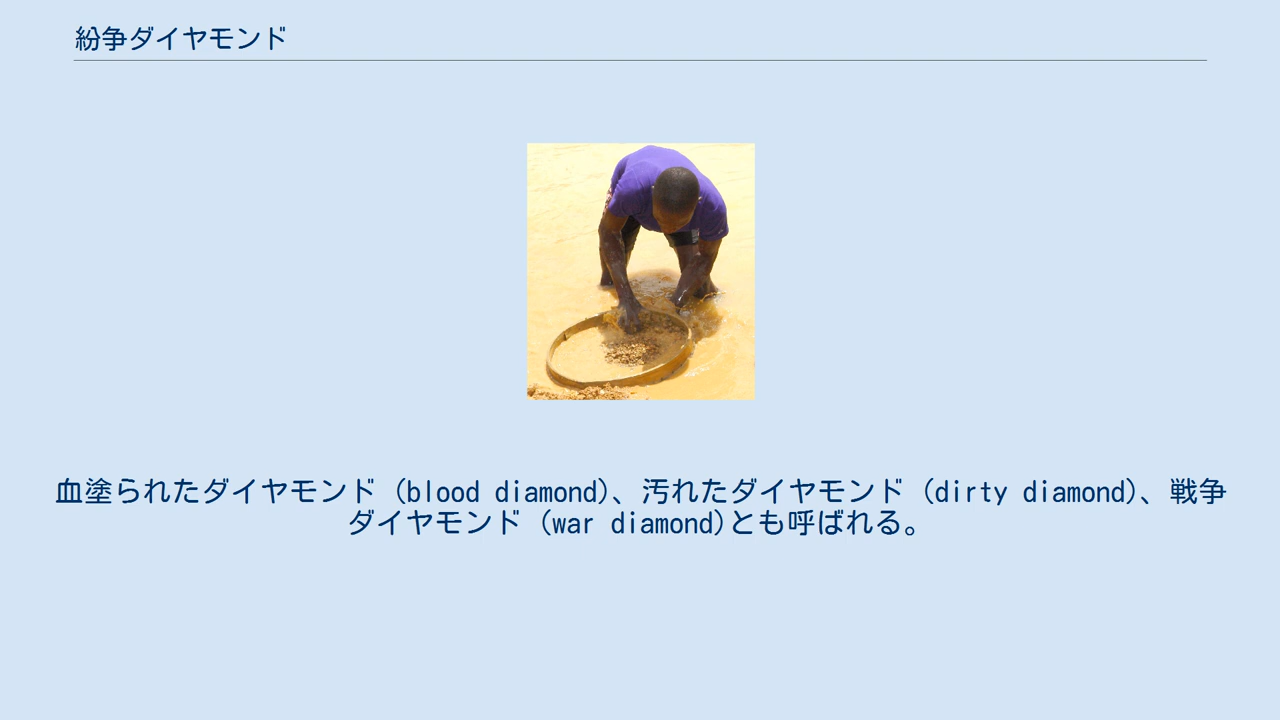 紛争ダイヤモンド
血塗られたダイヤモンド (blood diamond)、汚れたダイヤモンド (dirty diamond)、戦争
ダイヤモンド (war diamond)とも呼ばれる。